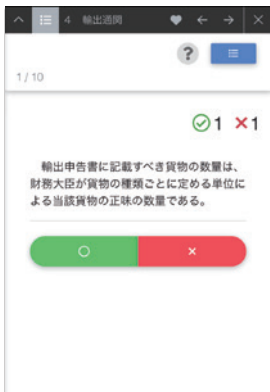 4 輸出通関
?
1 / 10
1 ×1
輸出申告書に記載すべき貨物の数量は、
財務大臣が貨物の種類ごとに定める単位に
よる当該貨物の正味の数量である。
○ ×